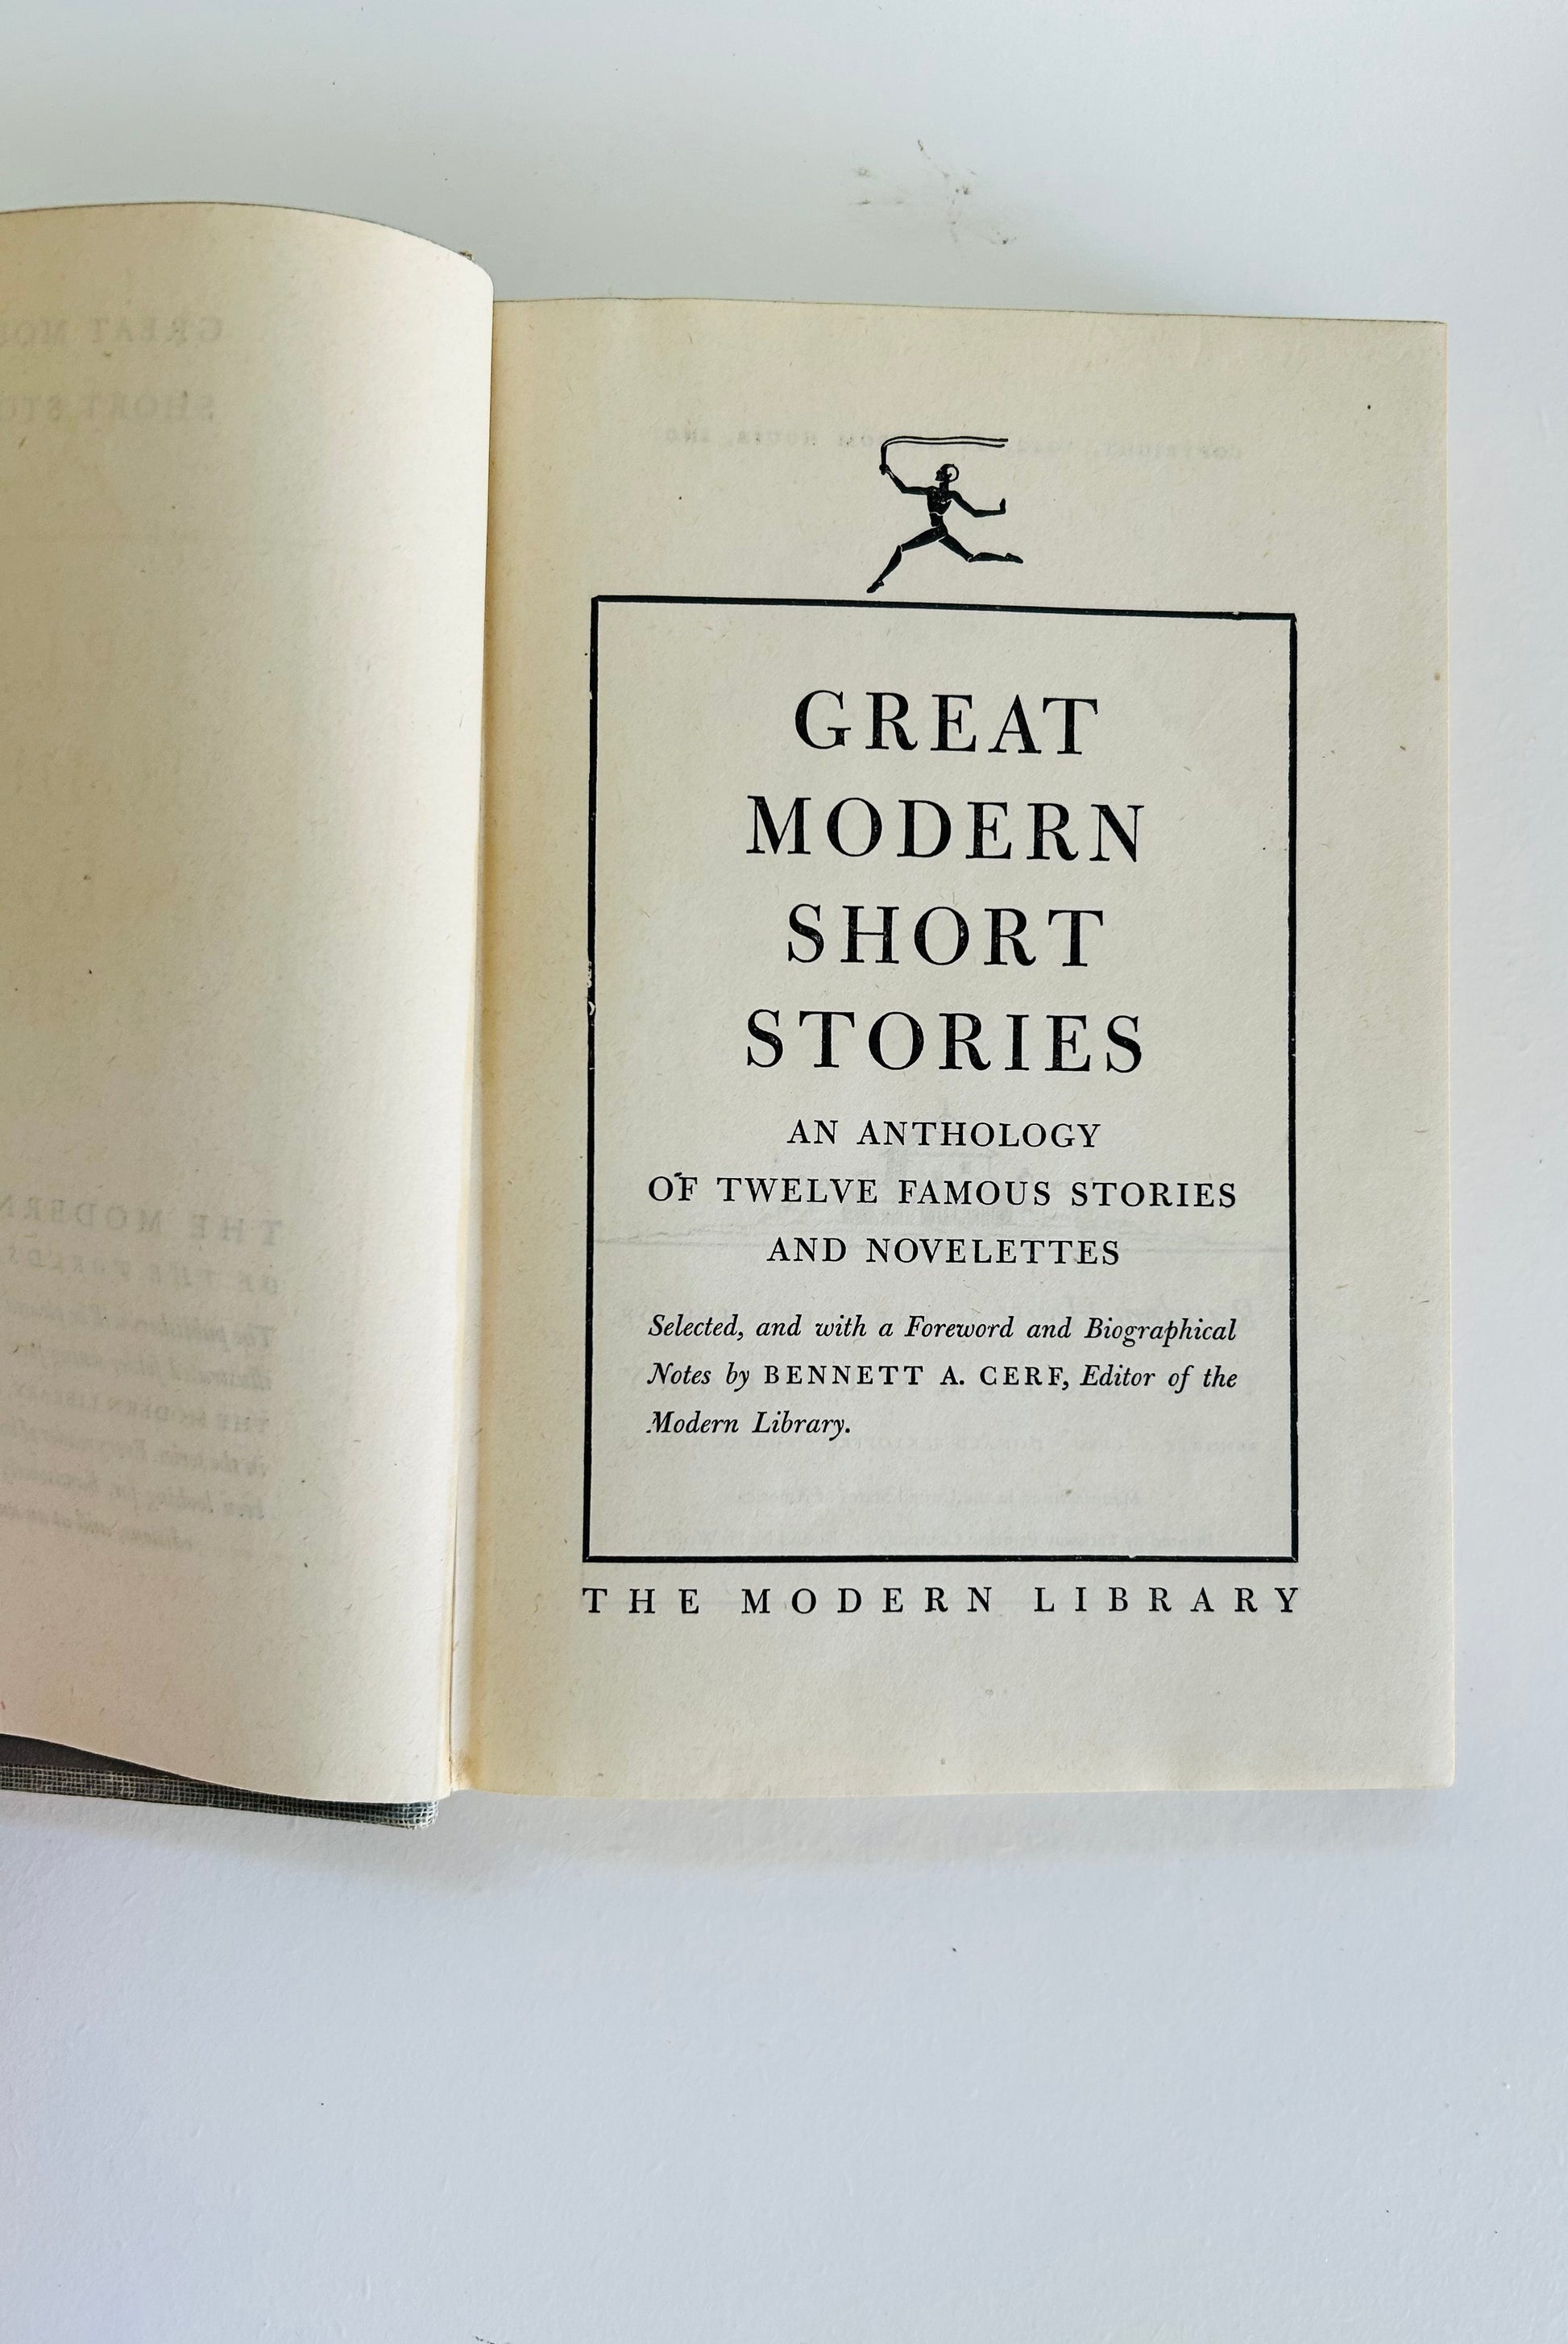 GREAT
MODERN
SHORT
STORIES
AN ANTHOLOGY
OF TWELVE FAMOUS STORIES
AND NOVELETTES
Selected, and with a Foreword and Biographical
Notes by BENNETT A. CERF, Editor of the
Modern Library.
THE MODERN LIBRARY